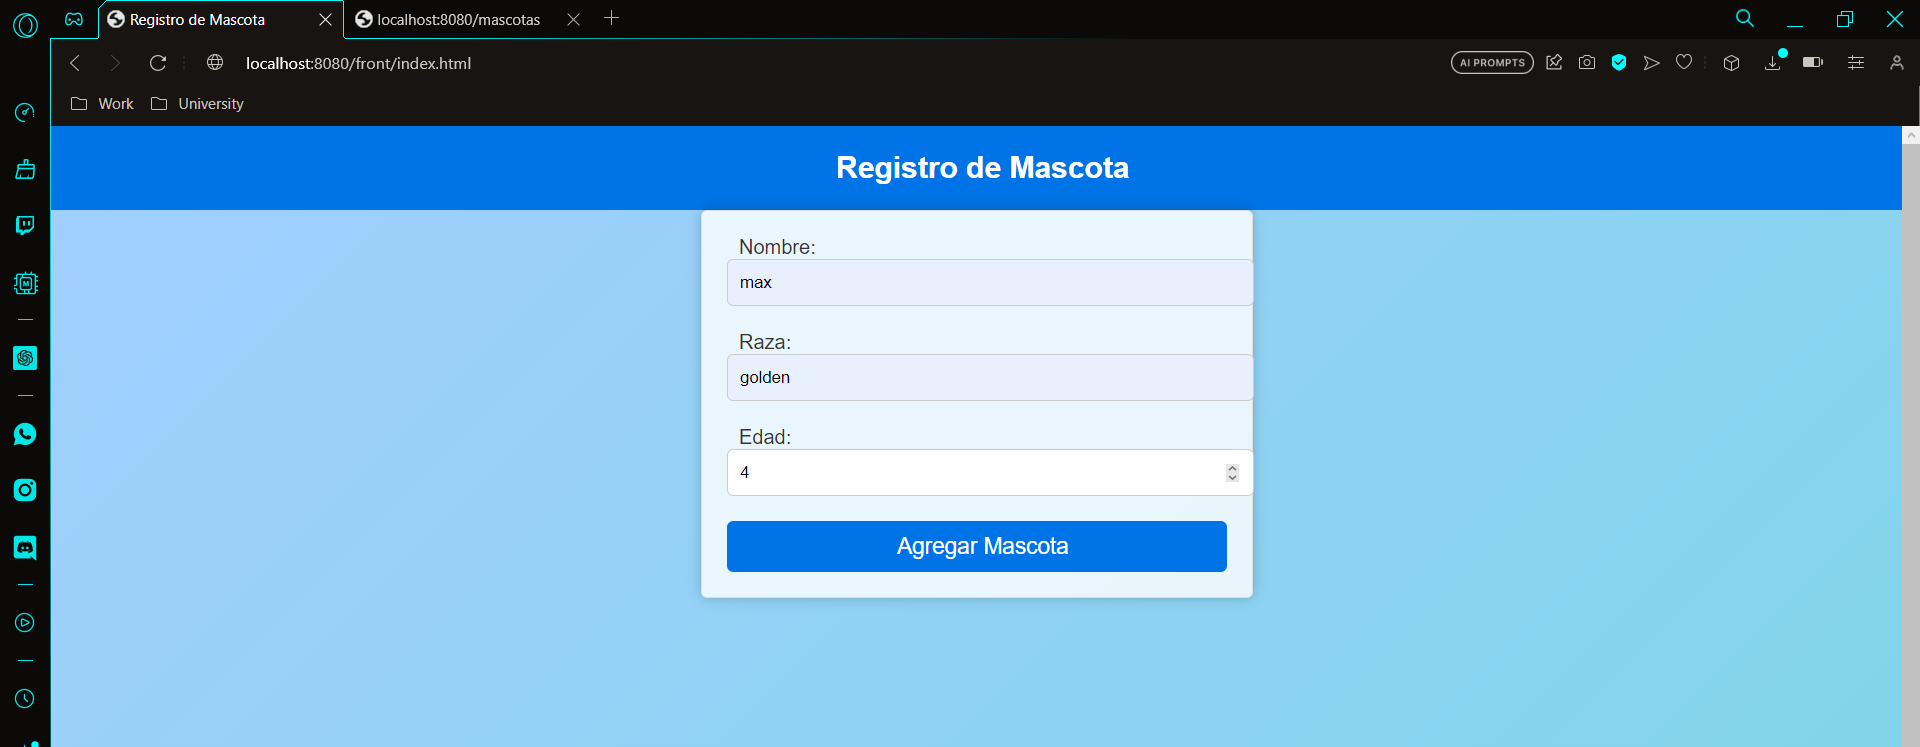 Registro de Mascota
localhost:8080/mascotas
localhost:8080/front/index.html
AI PROMPTS
Work
University
Registro de Mascota
Nombre:
max
Raza:
golden
Edad:
4
Agregar Mascota